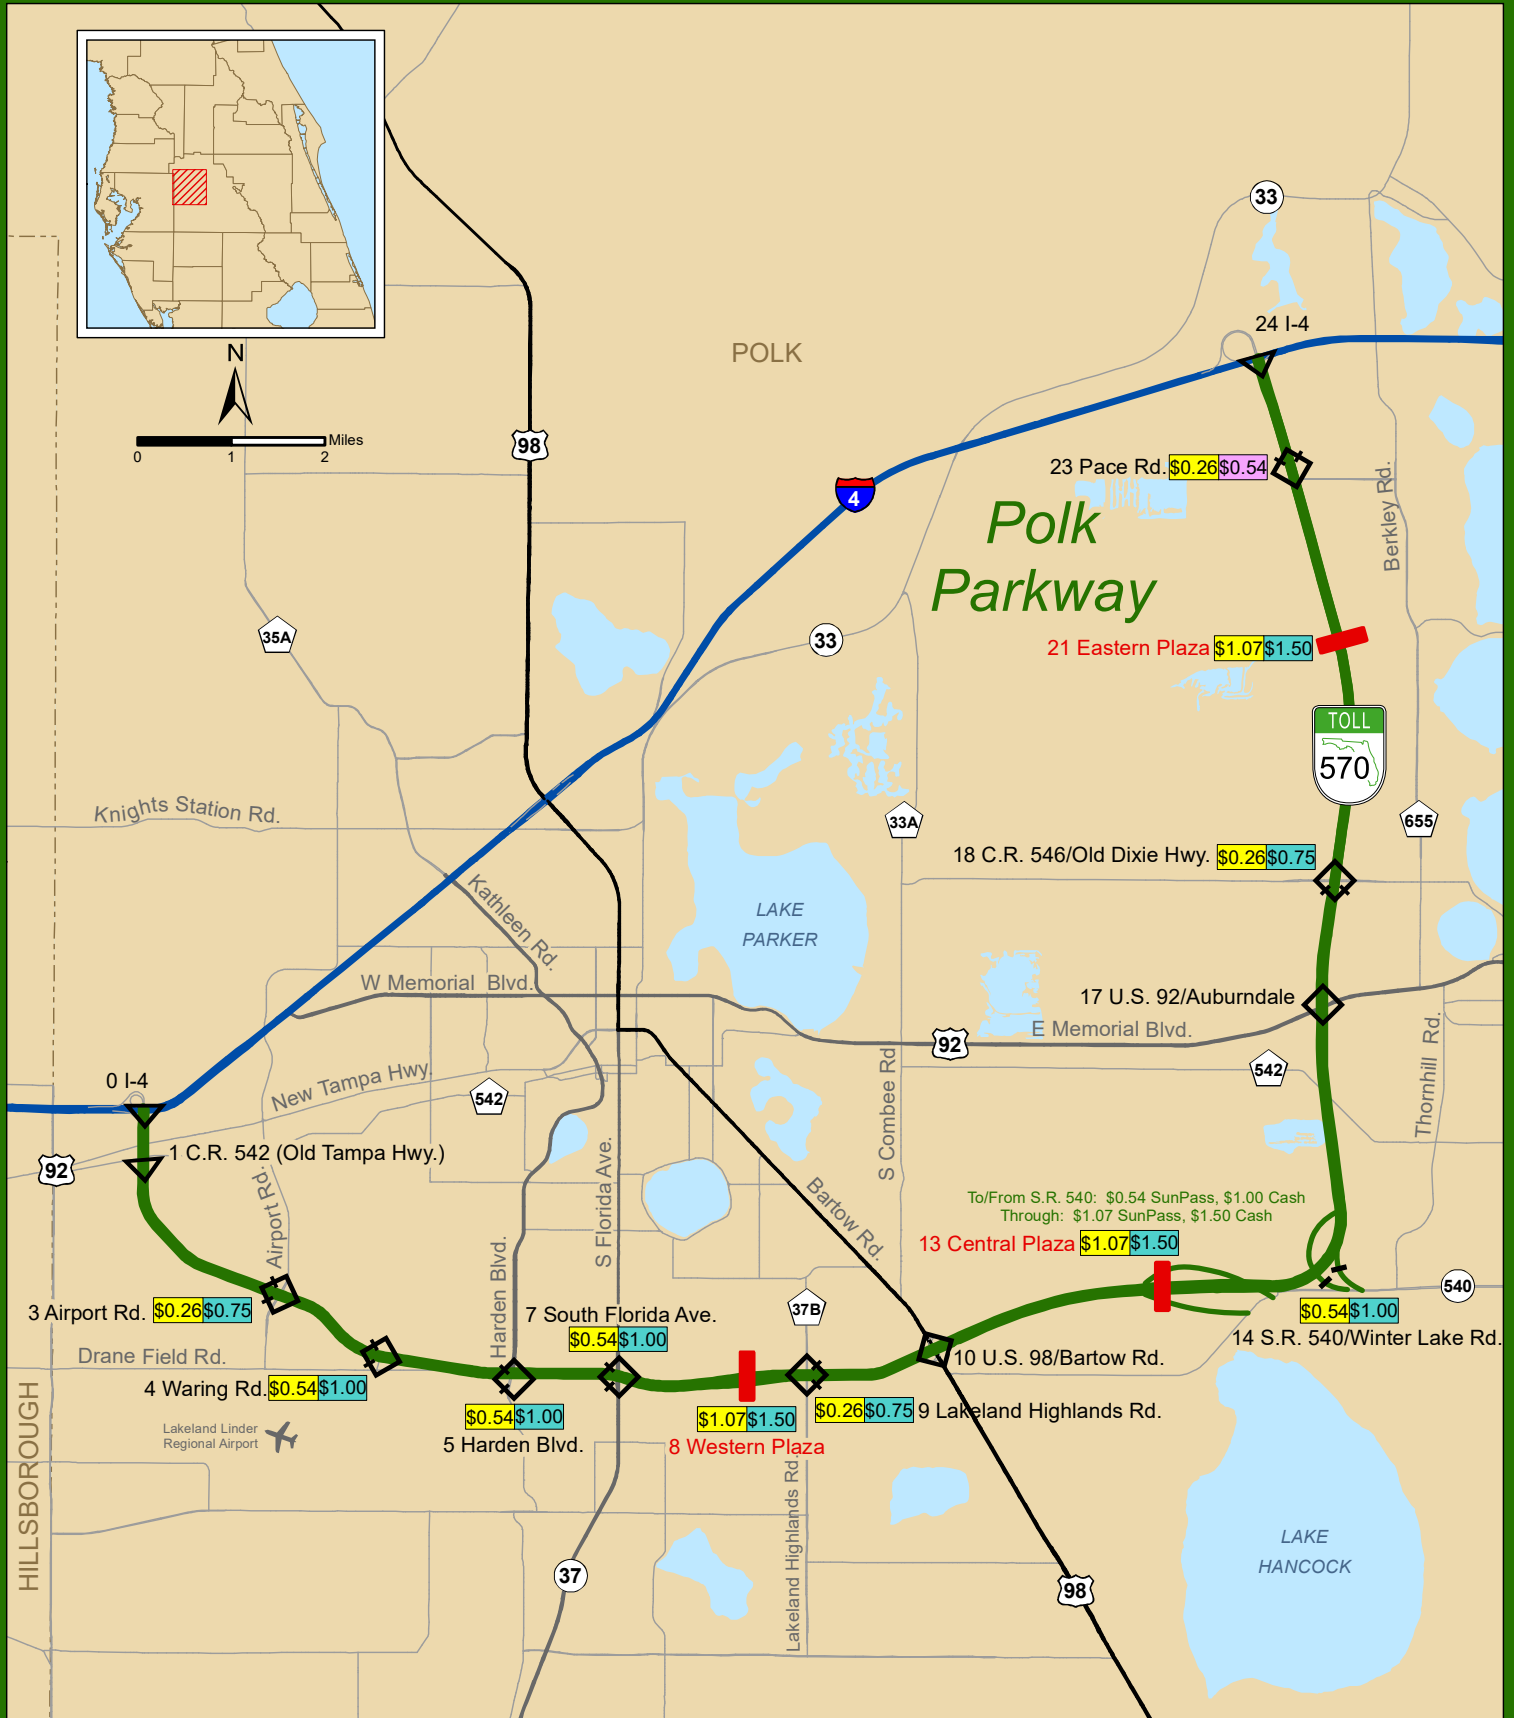 33
24 I-4
N
Miles
0 1 2
POLK
98
23 Pace Rd. $0.26 $0.54
4
Polk
Parkway
Berkley Rd.
35A
33
21 Eastern Plaza $1.07 $1.50
TOLL
570
Knights Station Rd.
33A
655
18 C.R. 546/Old Dixie Hwy. $0.26 $0.75
Kathleen Rd.
LAKE
PARKER
W Memorial Blvd.
17 U.S. 92/Auburndale
E Memorial Blvd.
92
S Combee Rd
542
Thornhill Rd.
0 I-4
New Tampa Hwy.
542
1 C.R. 542 (Old Tampa Hwy.)
92
Airport Rd.
S Florida Ave.
Bartow Rd.
To/From S.R. 540: $0.54 SunPass, $1.00 Cash
Through: $1.07 SunPass, $1.50 Cash
13 Central Plaza $1.07 $1.50
540
Harden Blvd.
3 Airport Rd. $0.26 $0.75
7 South Florida Ave.
$0.54 $1.00
37B
$0.54 $1.00
14 S.R. 540/Winter Lake Rd.
Drane Field Rd.
10 U.S. 98/Bartow Rd.
4 Waring Rd. $0.54 $1.00
$0.54 $1.00
5 Harden Blvd.
$1.07 $1.50
8 Western Plaza
$0.26 $0.75 9 Lakeland Highlands Rd.
Lakeland Linder
Regional Airport
HILLSBOROUGH
Lakeland Highlands Rd.
37
98
LAKE
HANCOCK